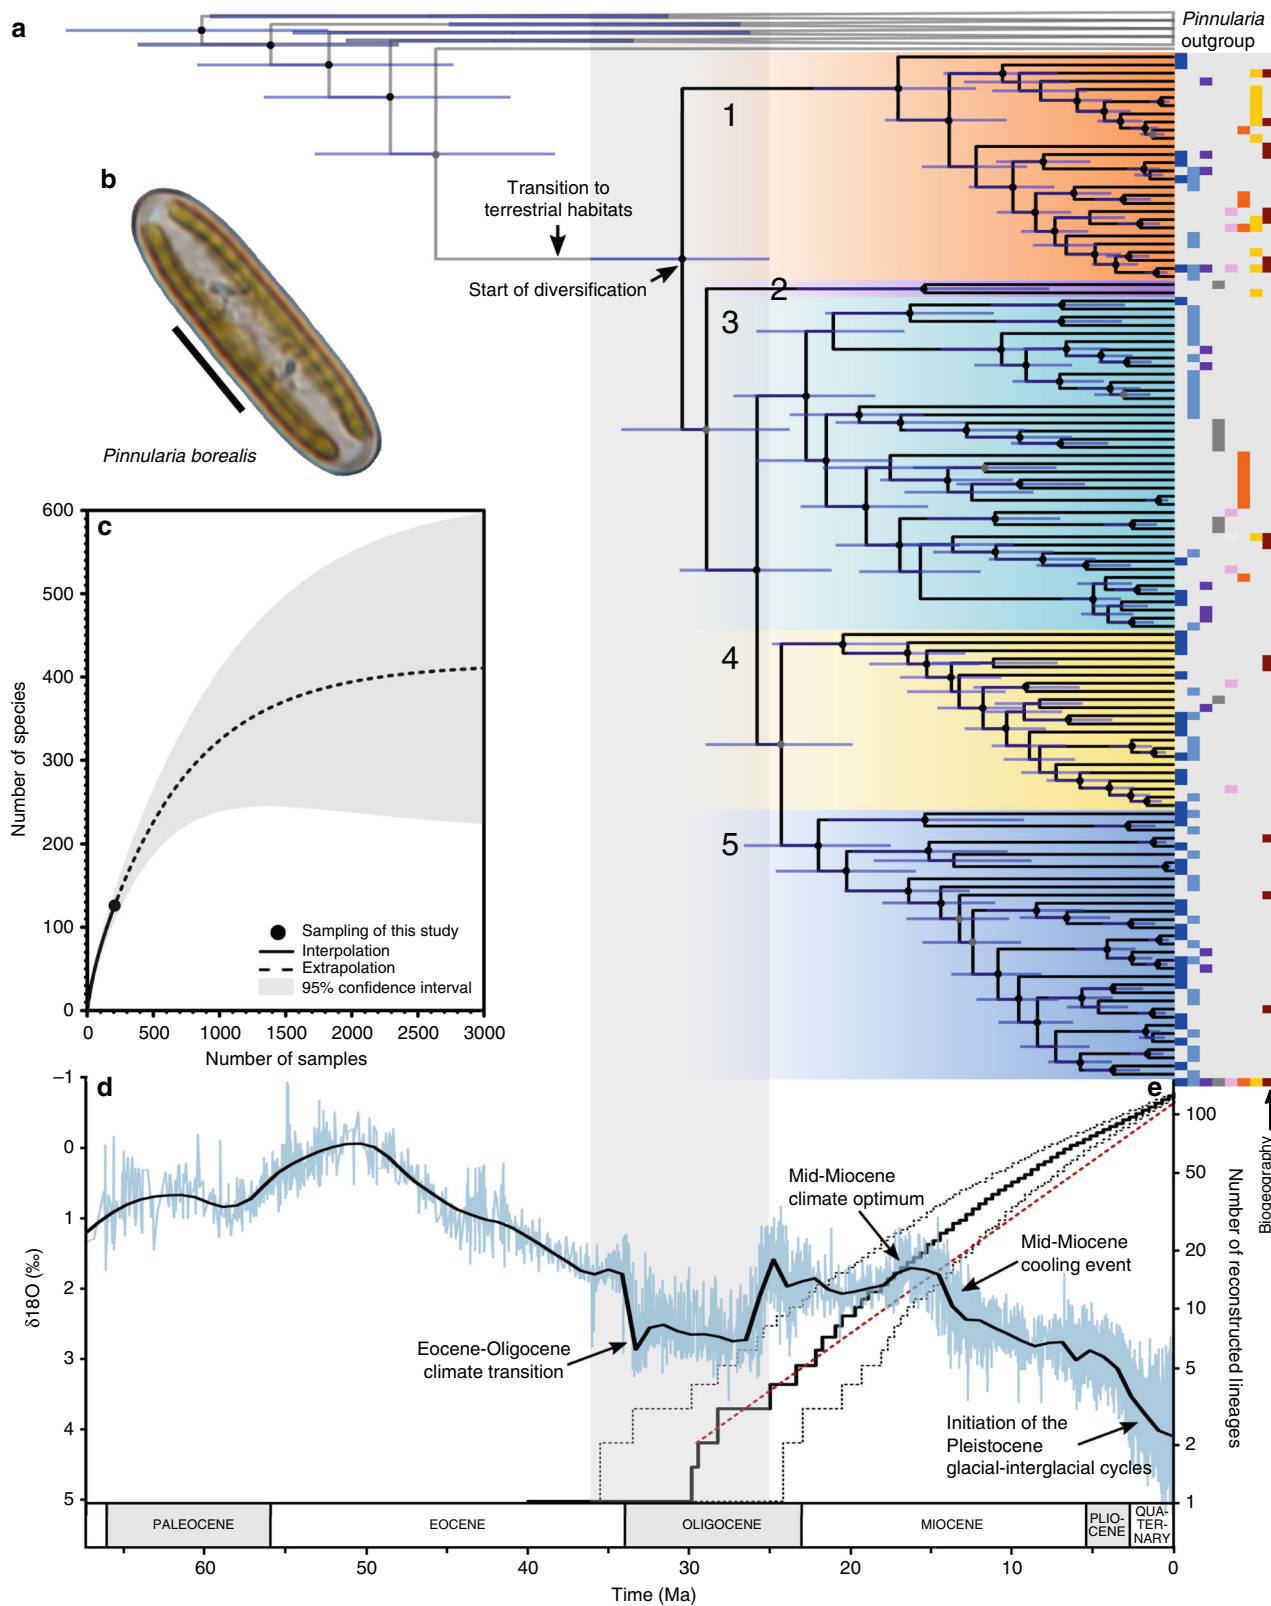 a
Pinnularia
outgroup
1
b
Transition to
terrestrial habitats
Start of diversification
2
3
Pinnularia borealis
c
600
500
400
300
200
100
0
Number of species
Sampling of this study
Interpolation
Extrapolation
95% confidence interval
0 500 1000 1500 2000 2500 3000
Number of samples
4
5
d
e
–1
0
1
2
3
4
5
δ18O (‰)
Mid-Miocene
climate optimum
Mid-Miocene
cooling event
Eocene-Oligocene
climate transition
Initiation of the
Pleistocene
glacial-interglacial cycles
100
50
20
10
5
2
1
Number of reconstructed lineages
Biogeography
PALEOCENE
EOCENE
OLIGOCENE
MIOCENE
PLIO-
CENE
QUA-
TER-
NARY
60 50 40 30 20 10 0
Time (Ma)